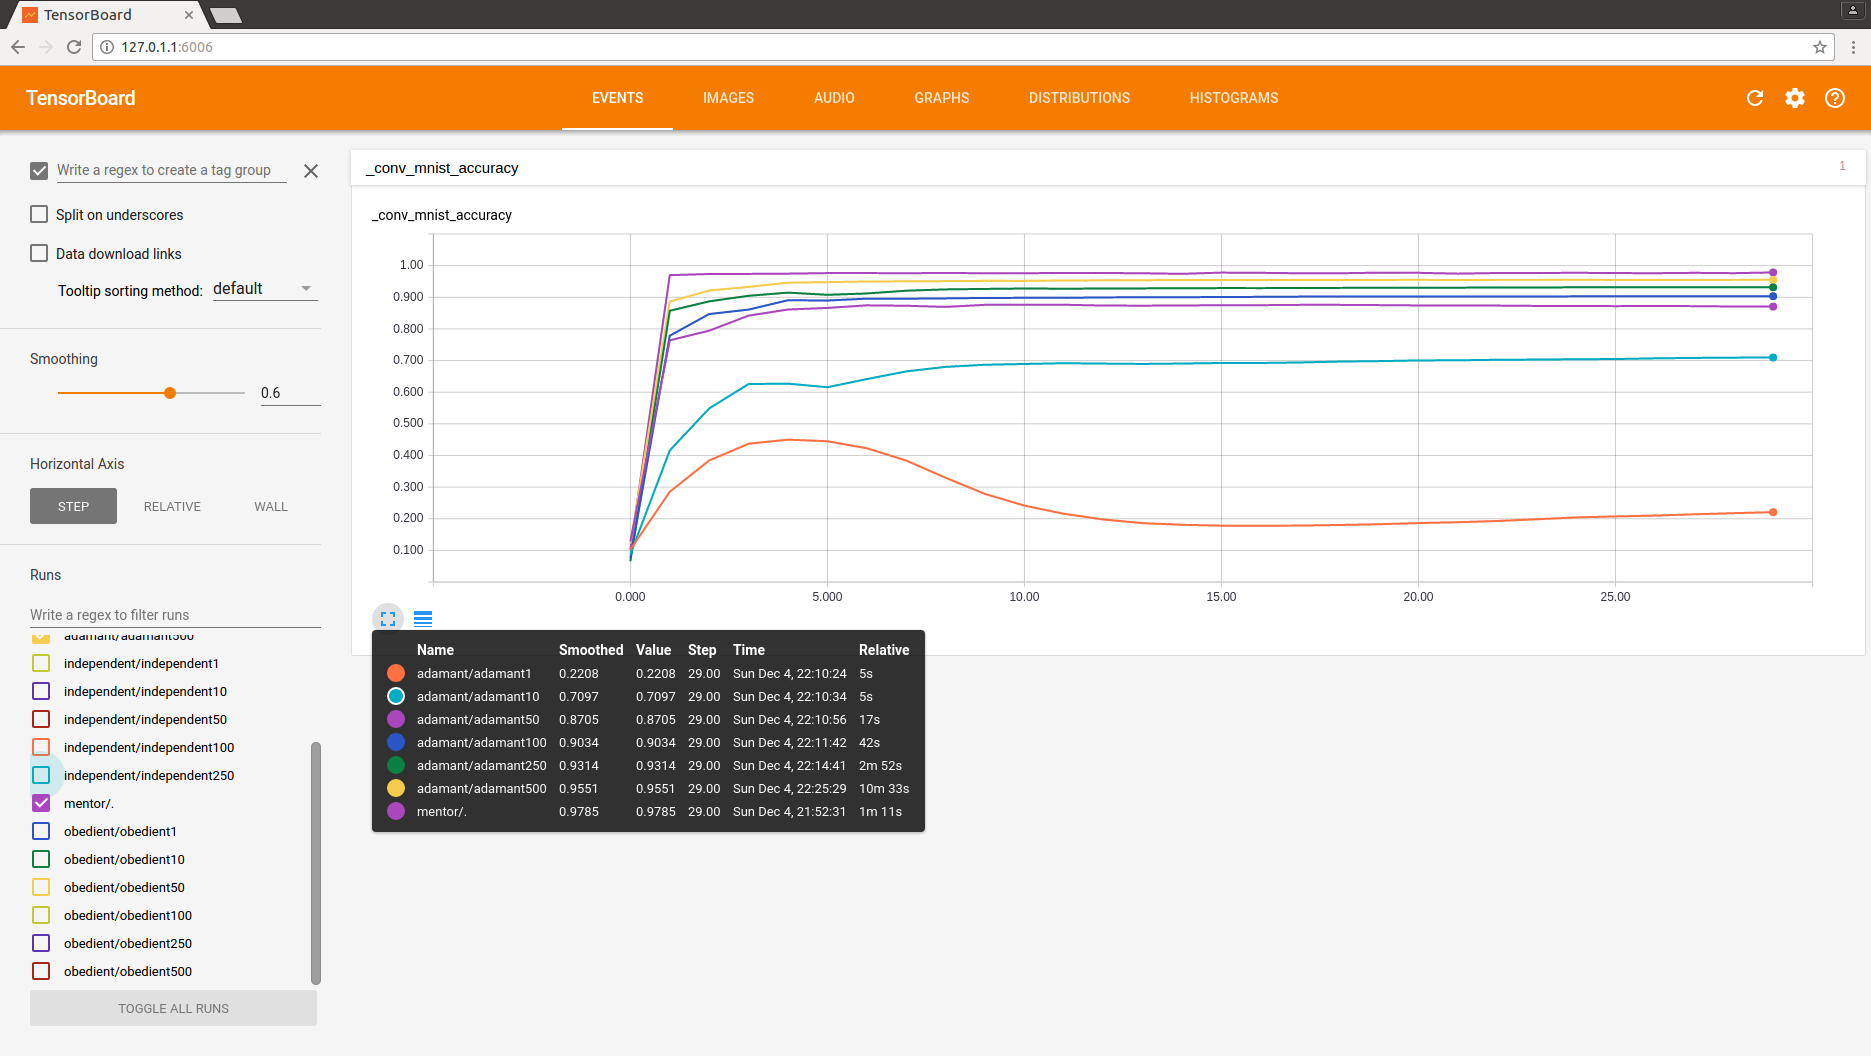 TensorBoard
127.0.1.1:6006
TensorBoard
EVENTS IMAGES AUDIO GRAPHS DISTRIBUTIONS HISTOGRAMS
Write a regex to create a tag group
Split on underscores
Data download links
Tooltip sorting method: default
Smoothing
0.6
Horizontal Axis
STEP RELATIVE WALL
Runs
Write a regex to filter runs
adamant/adamant500
independent/independent1
independent/independent10
independent/independent50
independent/independent100
independent/independent250
mentor/.
obedient/obedient1
obedient/obedient10
obedient/obedient50
obedient/obedient100
obedient/obedient250
obedient/obedient500
TOGGLE ALL RUNS
_conv_mnist_accuracy 1
_conv_mnist_accuracy
1.00
0.900
0.800
0.700
0.600
0.500
0.400
0.300
0.200
0.100
0.000 5.000 10.00 15.00 20.00 25.00
Name Smoothed Value Step Time Relative
adamant/adamant1 0.2208 0.2208 29.00 Sun Dec 4, 22:10:24 5s
adamant/adamant10 0.7097 0.7097 29.00 Sun Dec 4, 22:10:34 5s
adamant/adamant50 0.8705 0.8705 29.00 Sun Dec 4, 22:10:56 17s
adamant/adamant100 0.9034 0.9034 29.00 Sun Dec 4, 22:11:42 42s
adamant/adamant250 0.9314 0.9314 29.00 Sun Dec 4, 22:14:41 2m 52s
adamant/adamant500 0.9551 0.9551 29.00 Sun Dec 4, 22:25:29 10m 33s
mentor/. 0.9785 0.9785 29.00 Sun Dec 4, 21:52:31 1m 11s